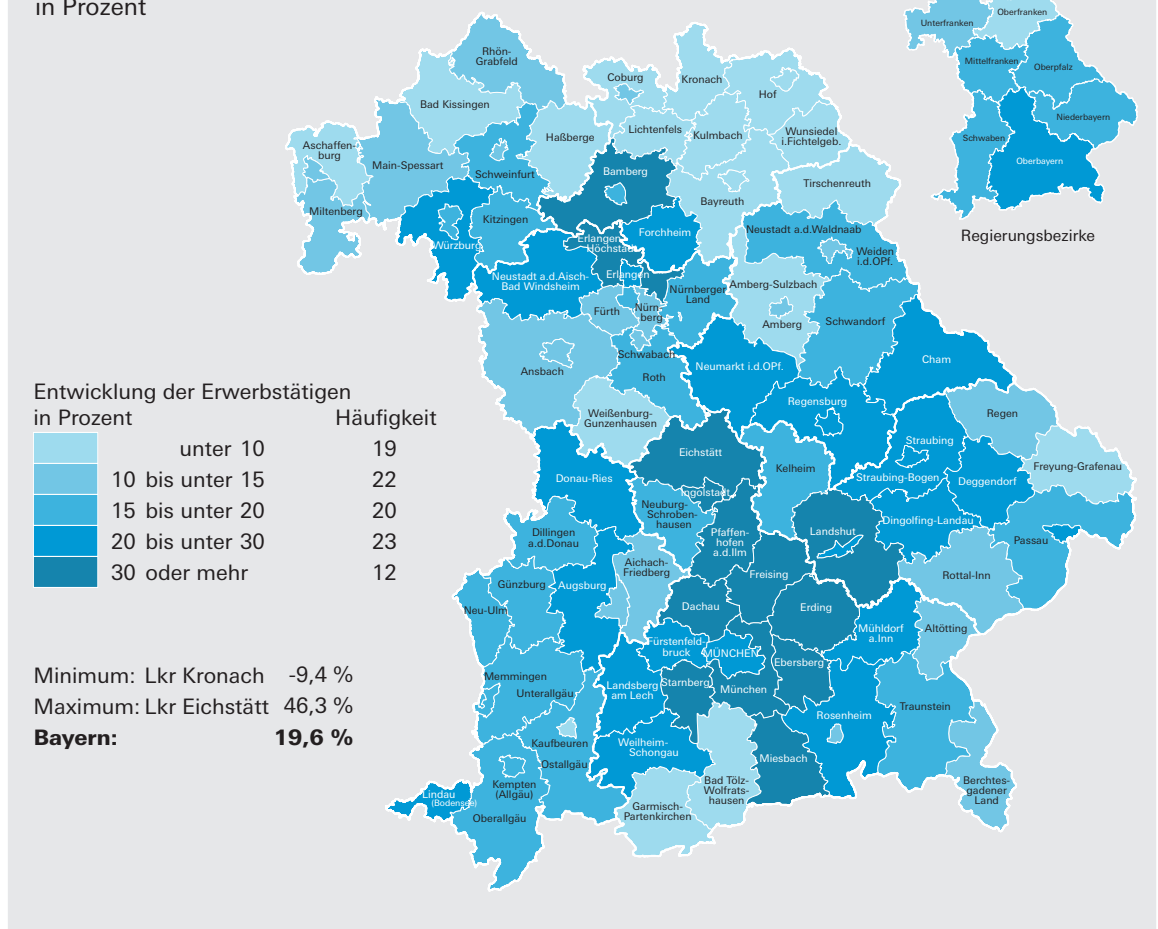 in Prozent
Unterfranken
Oberfranken
Mittelfranken
Oberpfalz
Niederbayern
Schwaben
Oberbayern
Regierungsbezirke
Rhön-
Grabfeld
Coburg
Kronach
Hof
Bad Kissingen
Haßberge
Lichtenfels
Kulmbach
Wunsiedel
i.Fichtelgeb.
Aschaffen-
burg
Main-Spessart
Schweinfurt
Bamberg
Bayreuth
Tirschenreuth
Miltenberg
Kitzingen
Würzburg
Erlangen-
Höchstadt
Forchheim
Neustadt a.d.Waldnaab
Weiden
i.d.OPf.
Neustadt a.d.Aisch-
Bad Windsheim
Erlangen
Nürnberger
Land
Amberg-Sulzbach
Fürth
Nürn-
berg
Amberg
Schwandorf
Ansbach
Schwabach
Roth
Neumarkt i.d.OPf.
Cham
Weißenburg-
Gunzenhausen
Regensburg
Regen
Eichstätt
Kelheim
Straubing
Freyung-Grafenau
Donau-Ries
Ingolstadt
Straubing-Bogen
Deggendorf
Neuburg-
Schroben-
hausen
Dingolfing-Landau
Dillingen
a.d.Donau
Pfaffen-
hofen
a.d.Ilm
Landshut
Passau
Aichach-
Friedberg
Freising
Rottal-Inn
Günzburg
Augsburg
Neu-Ulm
Dachau
Erding
Mühldorf
a.Inn
Altötting
Fürstenfeld-
bruck
MÜNCHEN
Ebersberg
Memmingen
Unterallgäu
Landsberg
am Lech
Starnberg
München
Traunstein
Rosenheim
Kaufbeuren
Weilheim-
Schongau
Miesbach
Ostallgäu
Kempten
(Allgäu)
Bad Tölz-
Wolfrats-
hausen
Berchtes-
gadener
Land
Lindau
(Bodensee)
Oberallgäu
Garmisch-
Partenkirchen
Entwicklung der Erwerbstätigen
in Prozent Häufigkeit
unter 10 19
10 bis unter 15 22
15 bis unter 20 20
20 bis unter 30 23
30 oder mehr 12
Minimum: Lkr Kronach -9,4 %
Maximum: Lkr Eichstätt 46,3 %
Bayern: 19,6 %